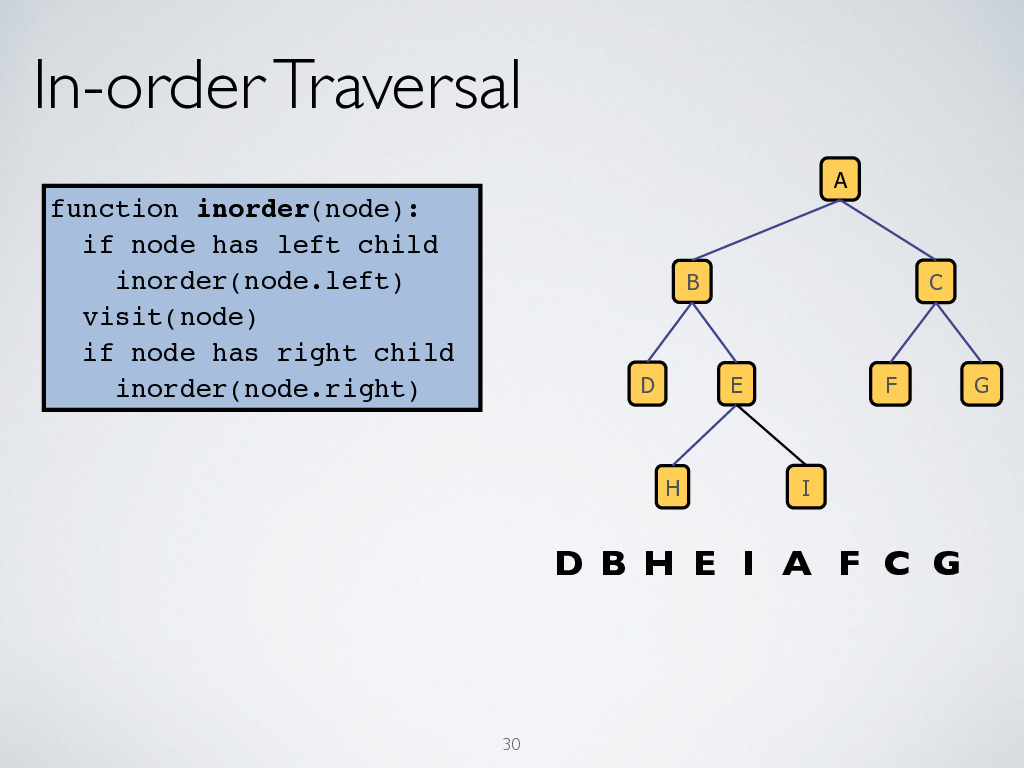 In-order Traversal
function inorder(node):
if node has left child
inorder(node.left)
visit(node)
if node has right child
inorder(node.right)
A
B C
D E F G
H I
D B H E I A F C G
30